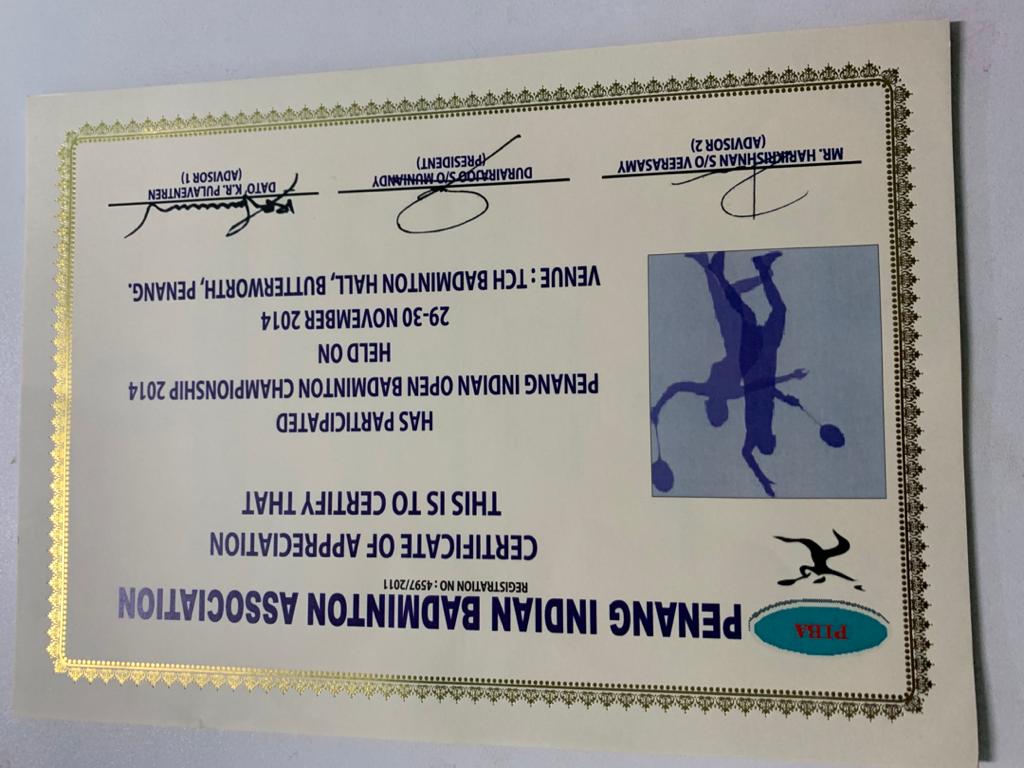 PIBA
PENANG INDIAN BADMINTON ASSOCIATION
REGISTRATION NO : 4597/2011
CERTIFICATE OF APPRECIATION
THIS IS TO CERTIFY THAT
HAS PARTICIPATED
PENANG INDIAN OPEN BADMINTON CHAMPIONSHIP 2014
HELD ON
29-30 NOVEMBER 2014
VENUE : TCH BADMINTON HALL, BUTTERWORTH, PENANG.
MR. HARIKRISHNAN S/O VEERASAMY
(ADVISOR 2)
DURAIRAJOO S/O MUNIANDY
(PRESIDENT)
DATO K.R. PULAVENTREN
(ADVISOR 1)